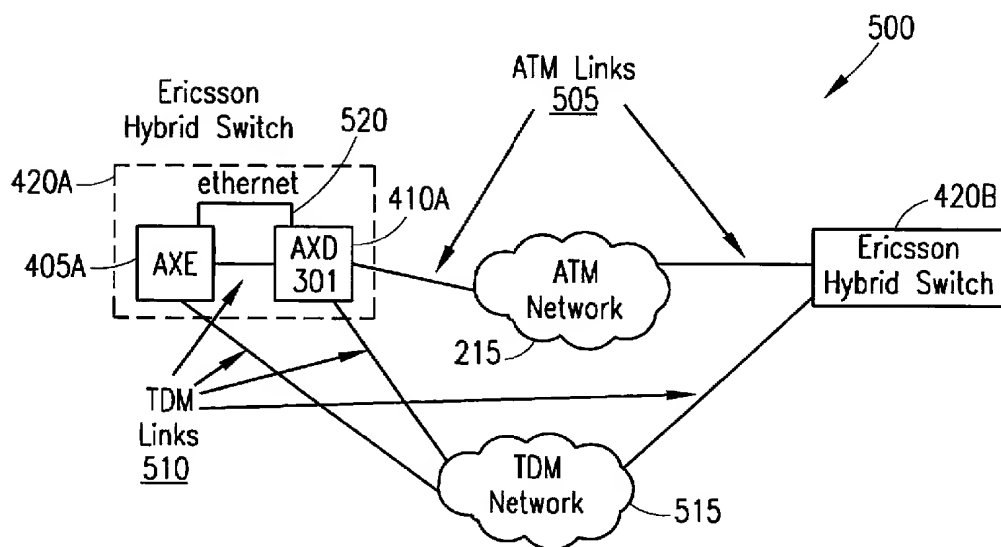 500
ATM Links
505
Ericsson
Hybrid Switch
520
420A
ethernet
410A
420B
405A
AXE
AXD
301
ATM
Network
Ericsson
Hybrid Switch
215
TDM
Links
510
TDM
Network
515